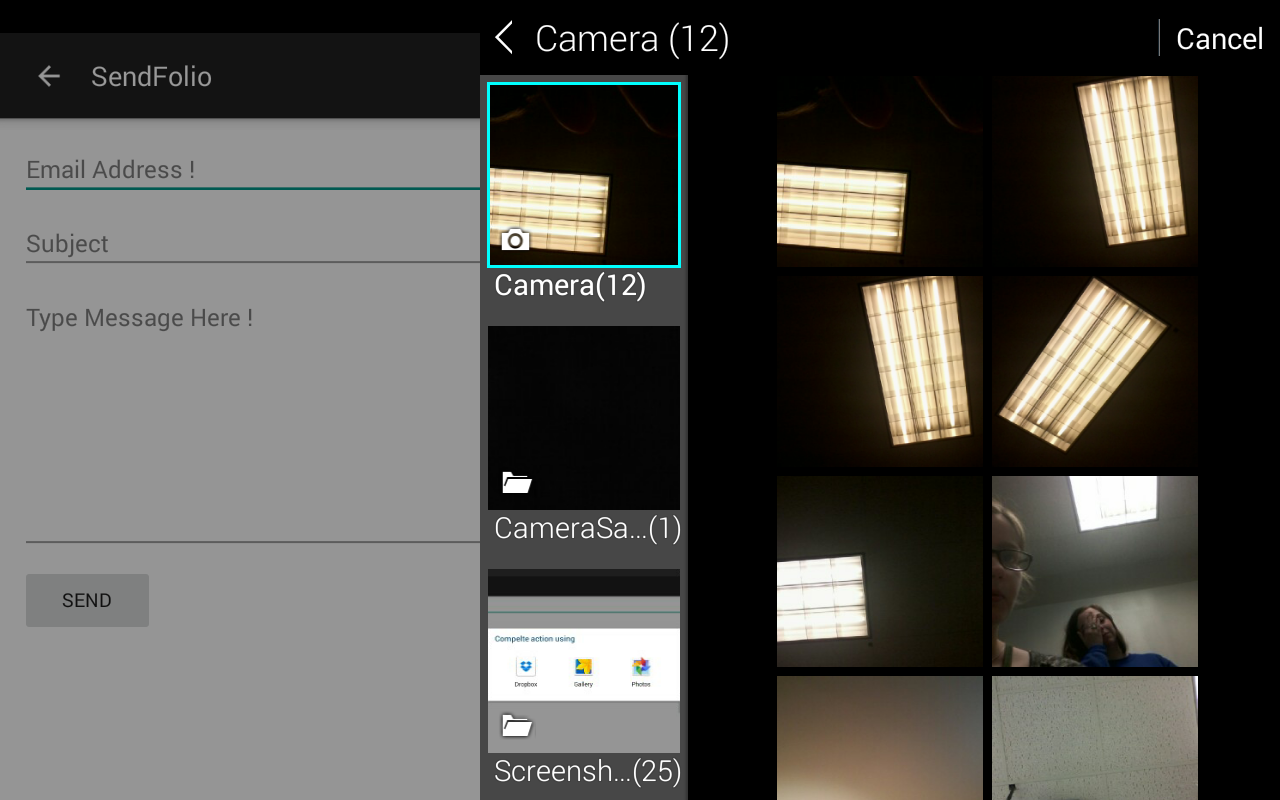 SendFolio
Email Address !
Subject
Type Message Here !
SEND
Camera (12)
Cancel
Camera(12)
CameraSa...(1)
Compelte action using
Dropbox
Gallery
Photos
Screensh...(25)